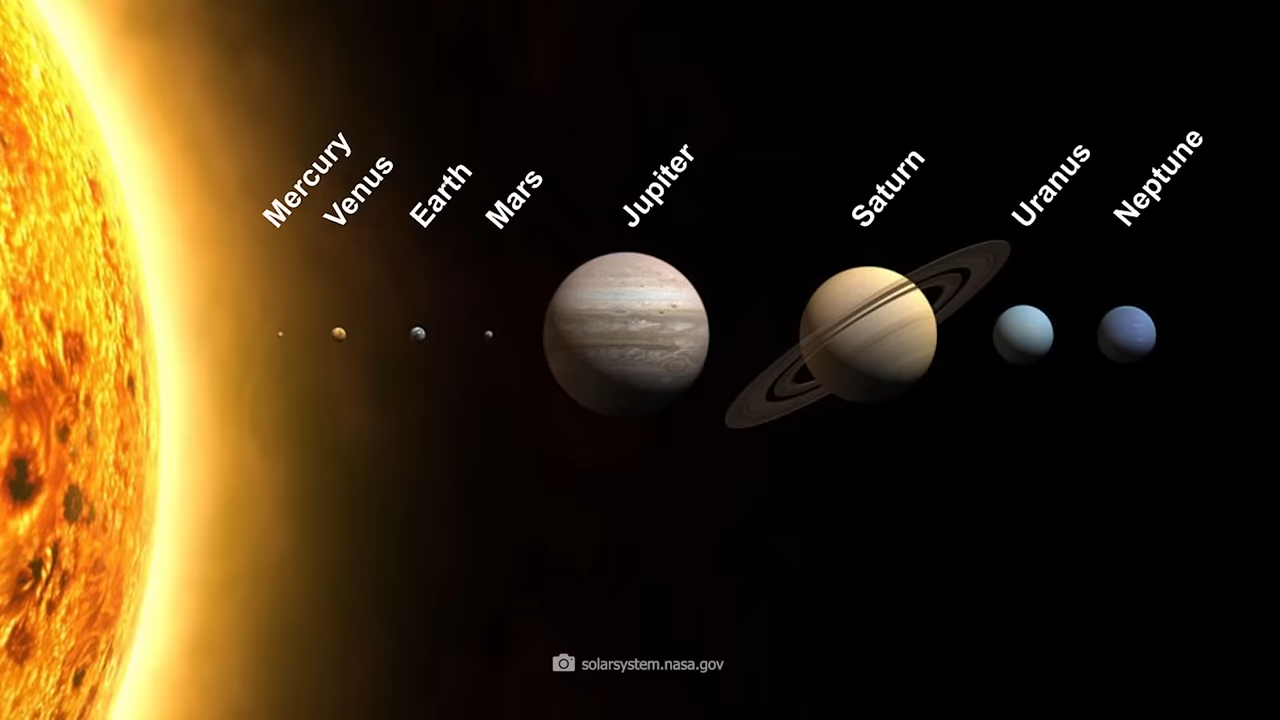 Mercury
Venus
Earth
Mars
Jupiter
Saturn
Uranus
Neptune
solarsystem.nasa.gov